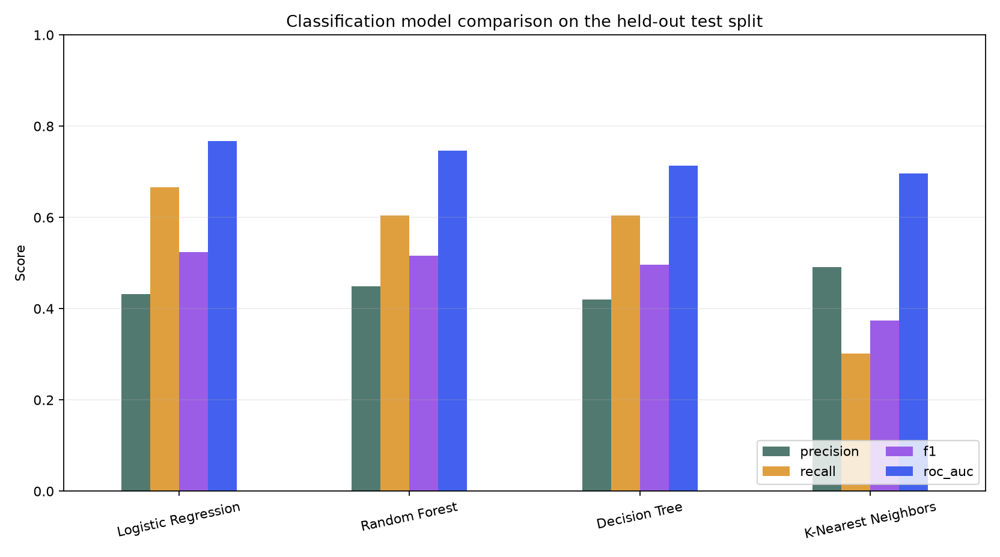 Classification model comparison on the held-out test split
1.0
0.8
0.6
0.4
0.2
0.0
Score
Logistic Regression
Random Forest
Decision Tree
K-Nearest Neighbors
precision
recall
f1
roc_auc